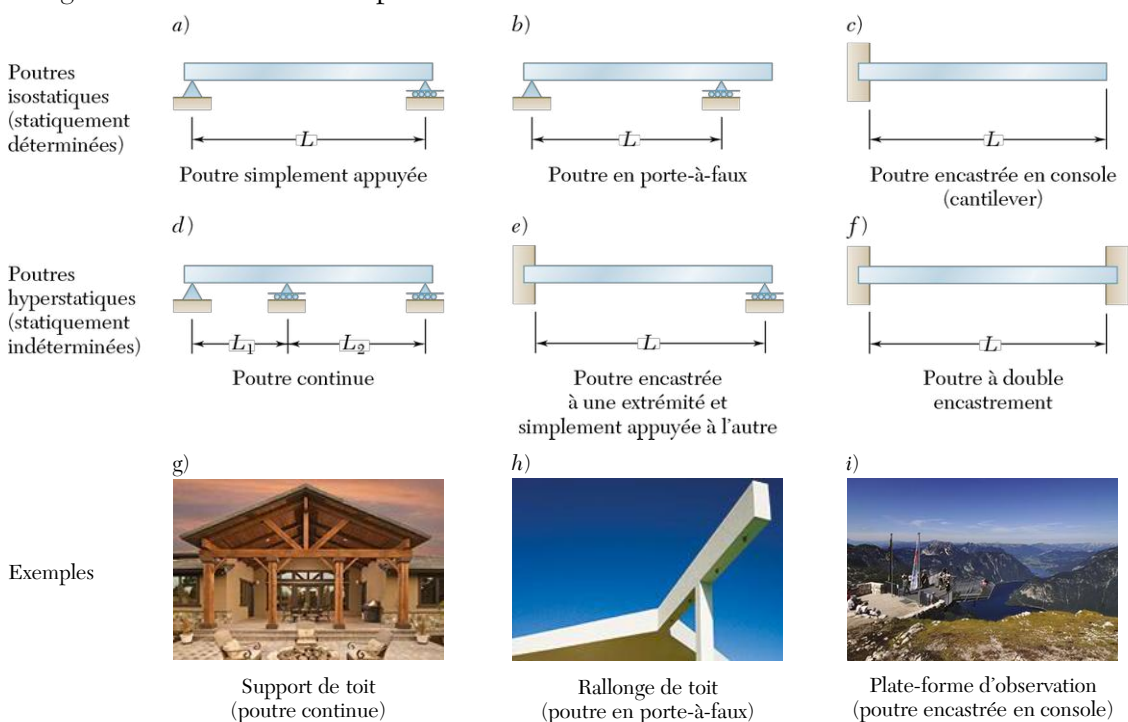 a)
b)
c)
Poutres
isostatiques
(statiquement
déterminées)
L
L
L
Poutre simplement appuyée
Poutre en porte-à-faux
Poutre encastrée en console
(cantilever)
d)
e)
f)
Poutres
hyperstatiques
(statiquement
indéterminées)
L1
L2
L
L
Poutre continue
Poutre encastrée
à une extrémité et
simplement appuyée à l'autre
Poutre à double
encastrement
g)
h)
i)
Exemples
Support de toit
(poutre continue)
Rallonge de toit
(poutre en porte-à-faux)
Plate-forme d'observation
(poutre encastrée en console)